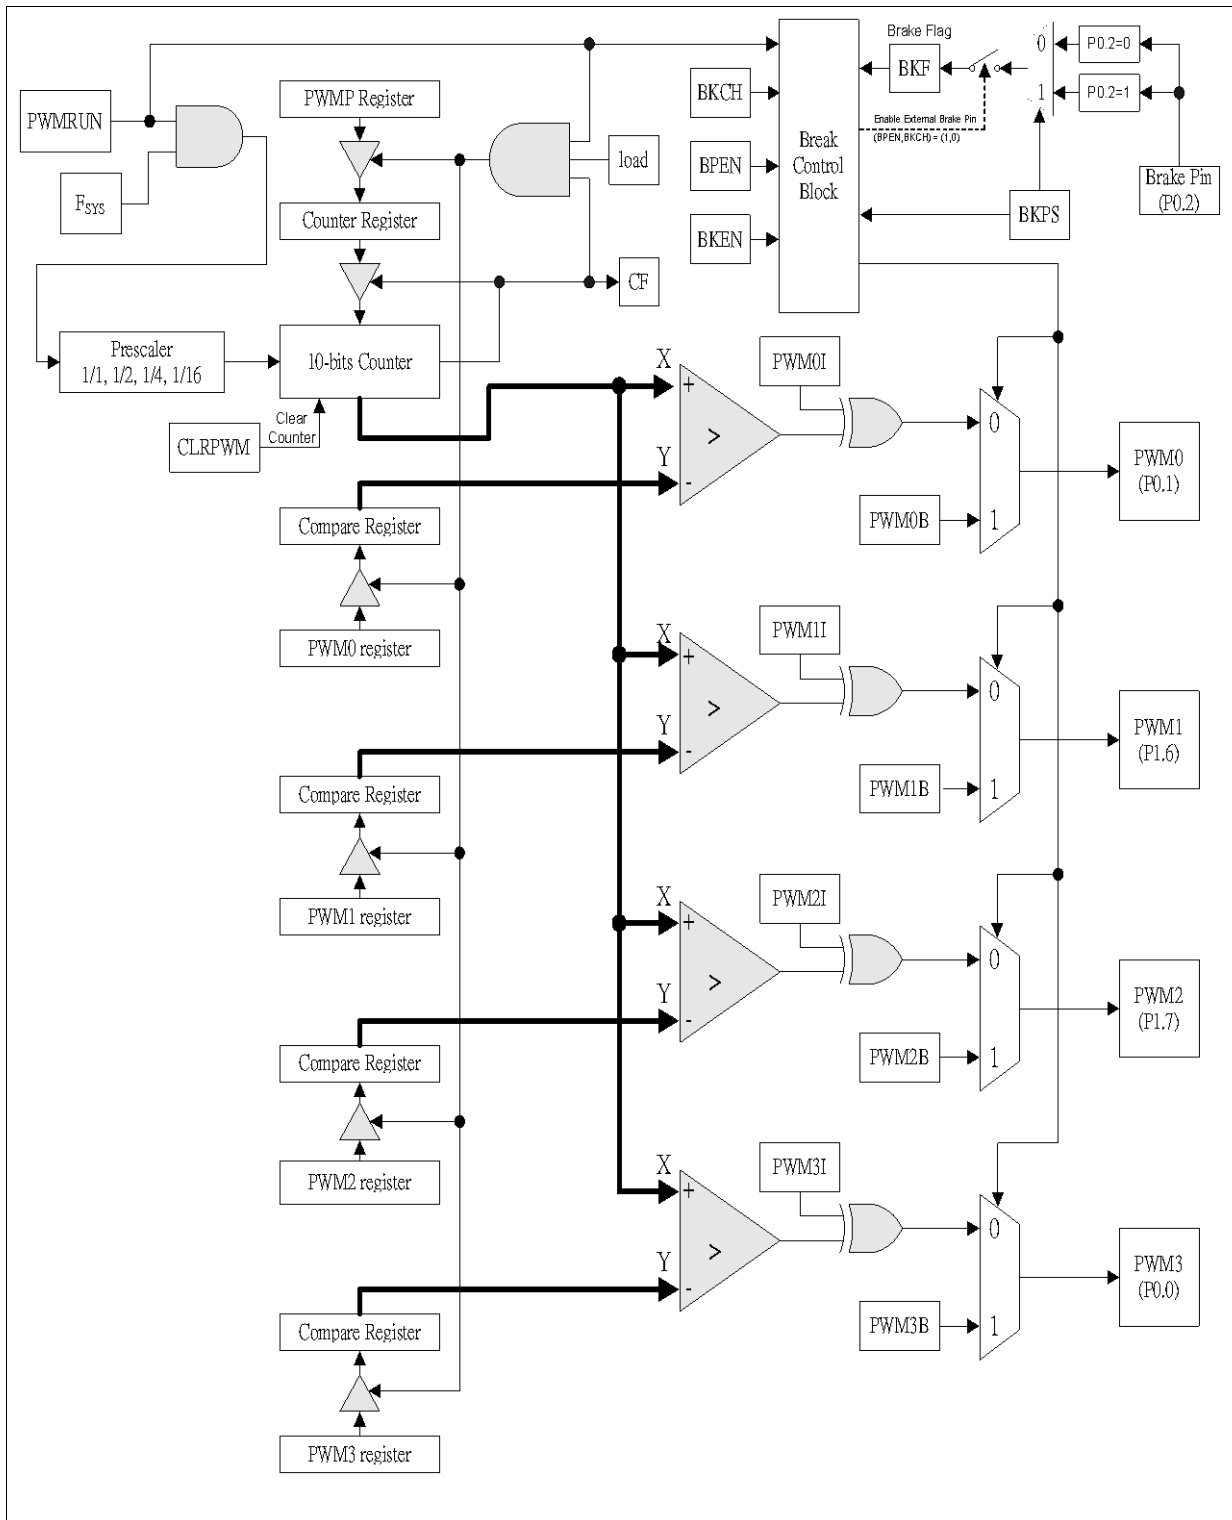 Brake Flag
0
P0.2=0
BKF
PWMRUN
PWMP Register
BKCH
1
P0.2=1
Enable External Brake Pin
(BPEN,BKCH) = (1,0)
Break
Control
Block
load
BPEN
Brake Pin
(P0.2)
FSYS
Counter Register
BKEN
BKPS
CF
Prescaler
1/1, 1/2, 1/4, 1/16
10-bits Counter
Clear
Counter
CLRPWM
X
+
>
Y
-
PWM0I
0
PWM0B
1
PWM0
(P0.1)
Compare Register
PWM0 register
X
+
>
Y
-
PWM1I
0
PWM1B
1
PWM1
(P1.6)
Compare Register
PWM1 register
X
+
>
Y
-
PWM2I
0
PWM2B
1
PWM2
(P1.7)
Compare Register
PWM2 register
X
+
>
Y
-
PWM3I
0
PWM3B
1
PWM3
(P0.0)
Compare Register
PWM3 register